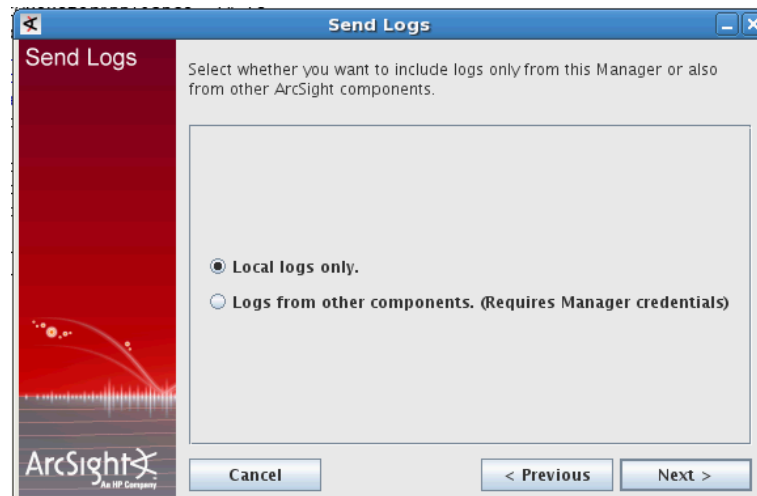 Send Logs
Send Logs
Select whether you want to include logs only from this Manager or also
from other ArcSight components.
Local logs only.
Logs from other components. (Requires Manager credentials)
ArcSight
An HP Company
Cancel
< Previous
Next >